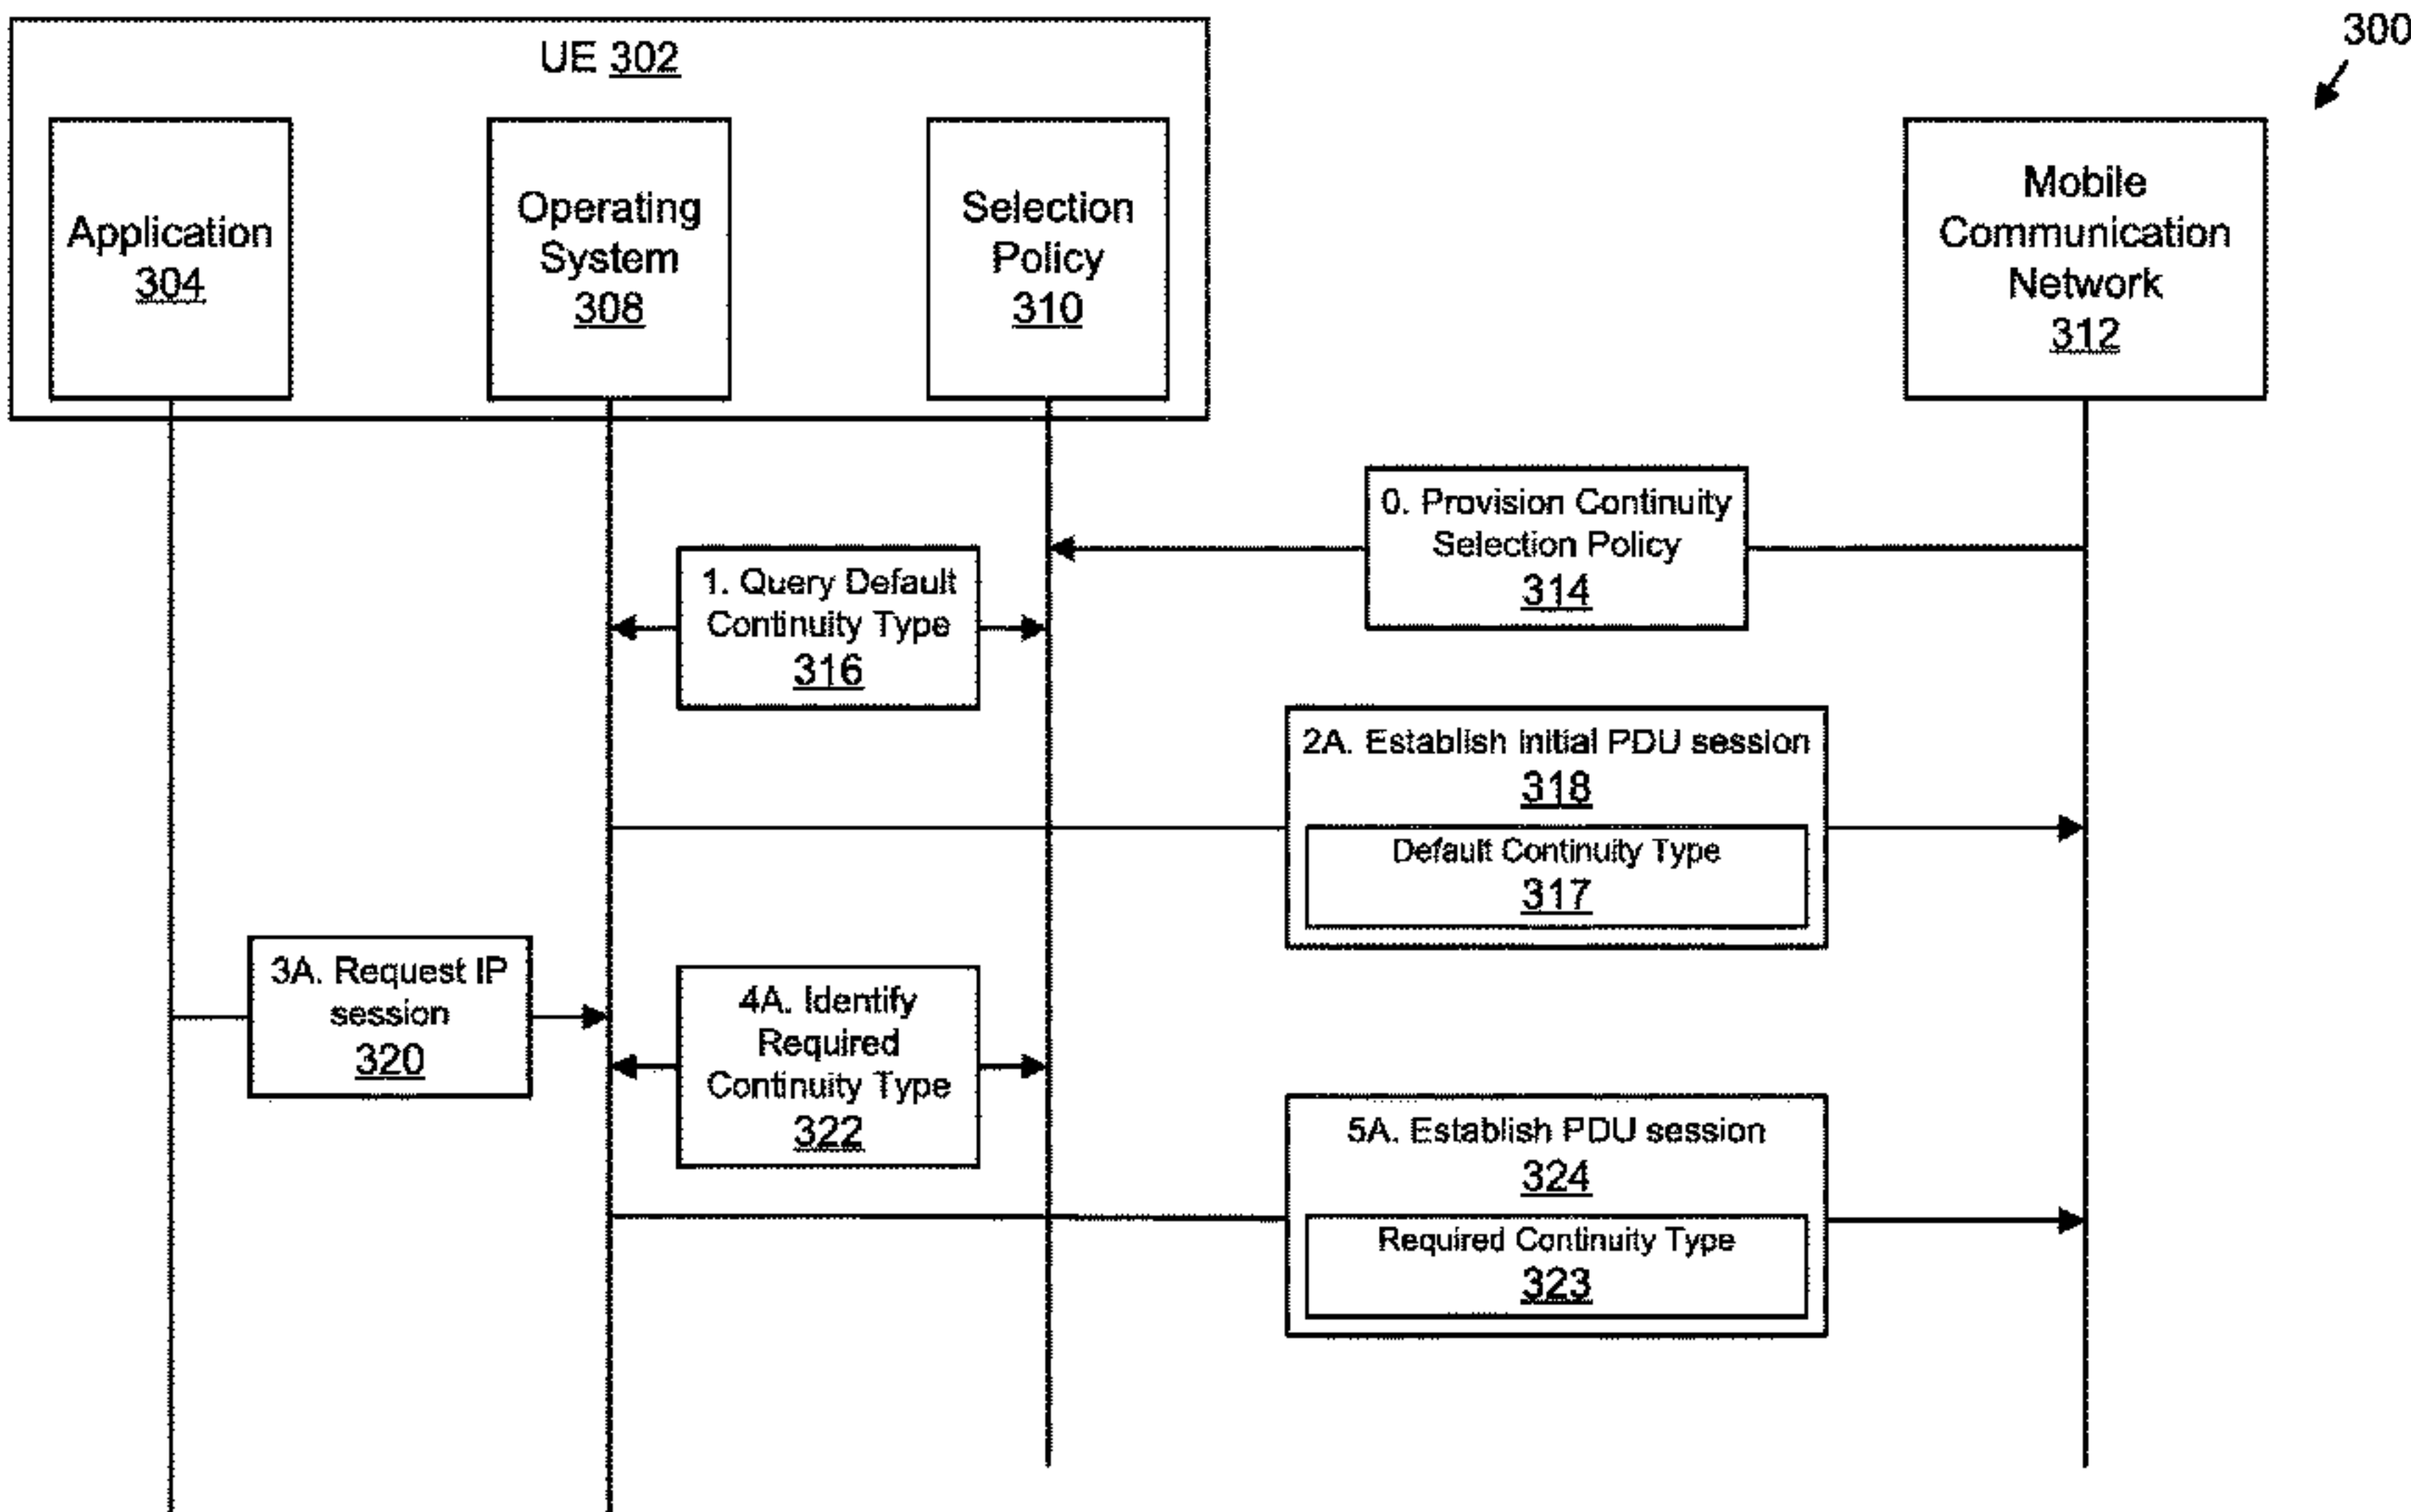 300
UE 302
Application
304
Operating
System
308
Selection
Policy
310
Mobile
Communication
Network
312
0. Provision Continuity
Selection Policy
314
1. Query Default
Continuity Type
316
2A. Establish initial PDU session
318
Default Continuity Type
317
3A. Request IP
session
320
4A. Identify
Required
Continuity Type
322
5A. Establish PDU session
324
Required Continuity Type
323